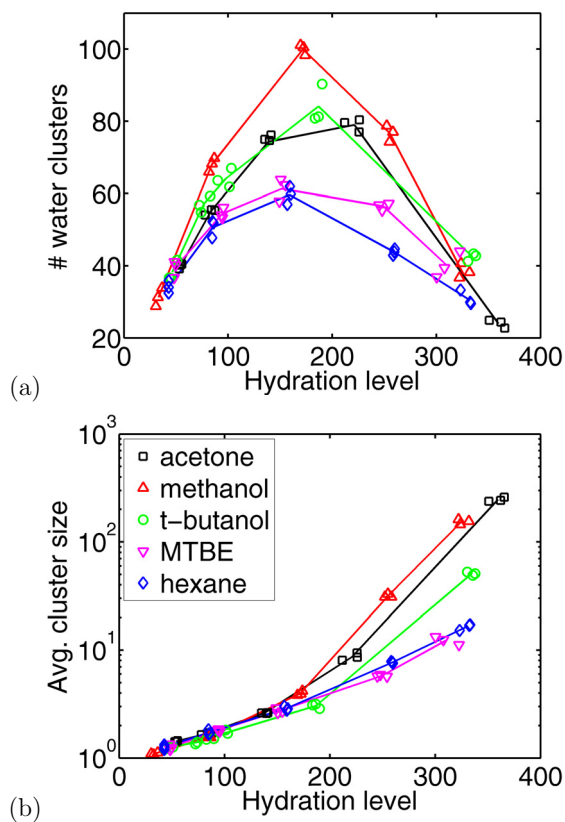 100
80
60
40
20
# water clusters
0 100 200 300 400
Hydration level
(a)
10^3
acetone
methanol
t-butanol
MTBE
hexane
10^2
10^1
10^0
Avg. cluster size
0 100 200 300 400
Hydration level
(b)